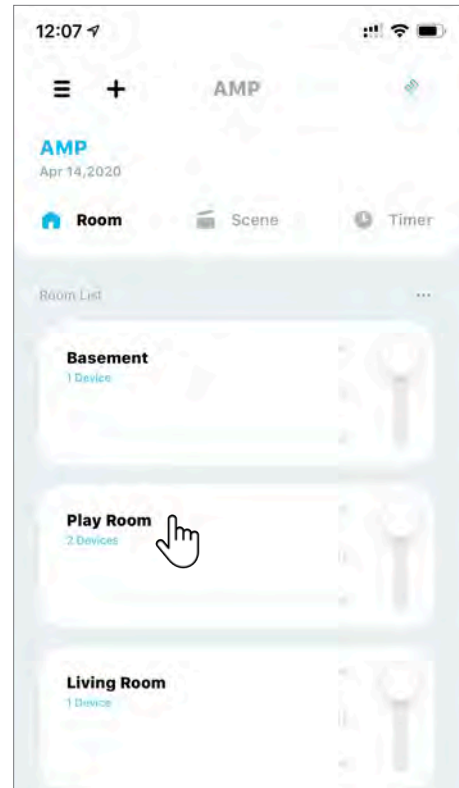 12:07
AMP
AMP
Apr 14,2020
Room Scene Timer
Room List ...
Basement
1 Device
Play Room
2 Devices
Living Room
1 Device